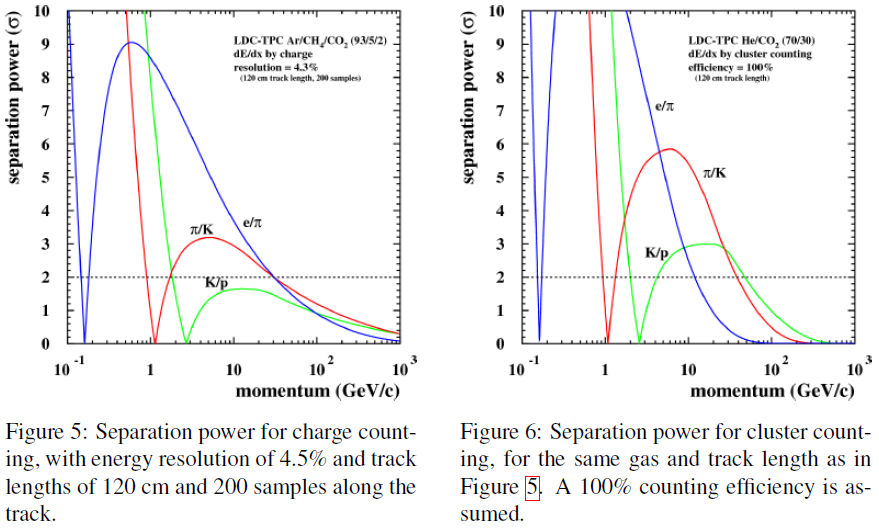 separation power (σ)
10
9
8
7
6
5
4
3
2
1
0
LDC-TPC Ar/CH4/CO2 (93/5/2)
dE/dx by charge
resolution = 4.3%
(120 cm track length, 200 samples)
e/π
π/K
K/p
10^-1
1
10
10^2
10^3
momentum (GeV/c)
separation power (σ)
10
9
8
7
6
5
4
3
2
1
0
LDC-TPC He/CO2 (70/30)
dE/dx by cluster counting
efficiency = 100%
(120 cm track length)
e/π
π/K
K/p
10^-1
1
10
10^2
10^3
momentum (GeV/c)
Figure 5: Separation power for charge count-
ing, with energy resolution of 4.5% and track
lengths of 120 cm and 200 samples along the
track.
Figure 6: Separation power for cluster count-
ing, for the same gas and track length as in
Figure 5. A 100% counting efficiency is as-
sumed.